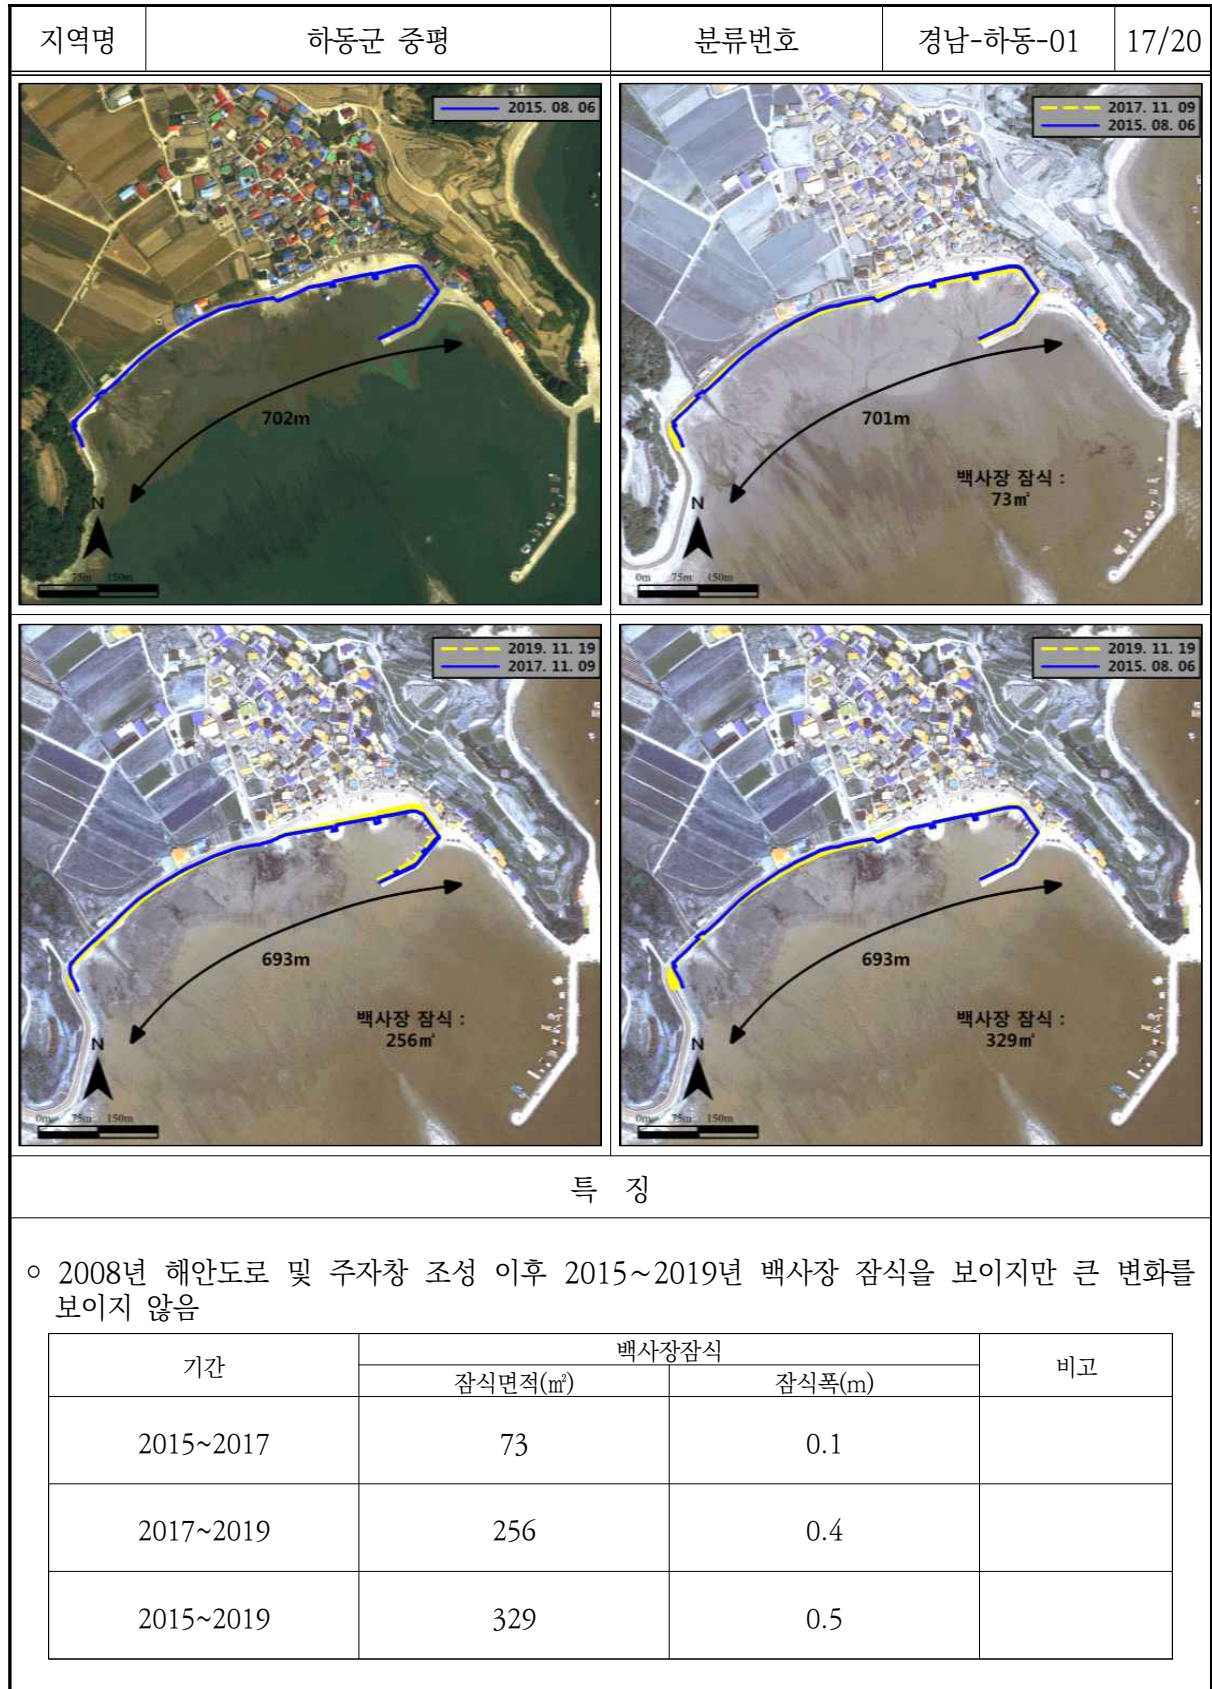 지역명 하동군 중평 분류번호 경남-하동-01 17/20
2015. 08. 06
702m
N
0m 75m 150m
2017. 11. 09
2015. 08. 06
701m
백사장 잠식 :
73㎡
N
0m 75m 150m
2019. 11. 19
2017. 11. 09
693m
백사장 잠식 :
256㎡
N
0m 75m 150m
2019. 11. 19
2015. 08. 06
693m
백사장 잠식 :
329㎡
N
0m 75m 150m
특 징
○ 2008년 해안도로 및 주자창 조성 이후 2015~2019년 백사장 잠식을 보이지만 큰 변화를
보이지 않음
기간 백사장잠식 비고
잠식면적(㎡) 잠식폭(m)
2015~2017 73 0.1
2017~2019 256 0.4
2015~2019 329 0.5